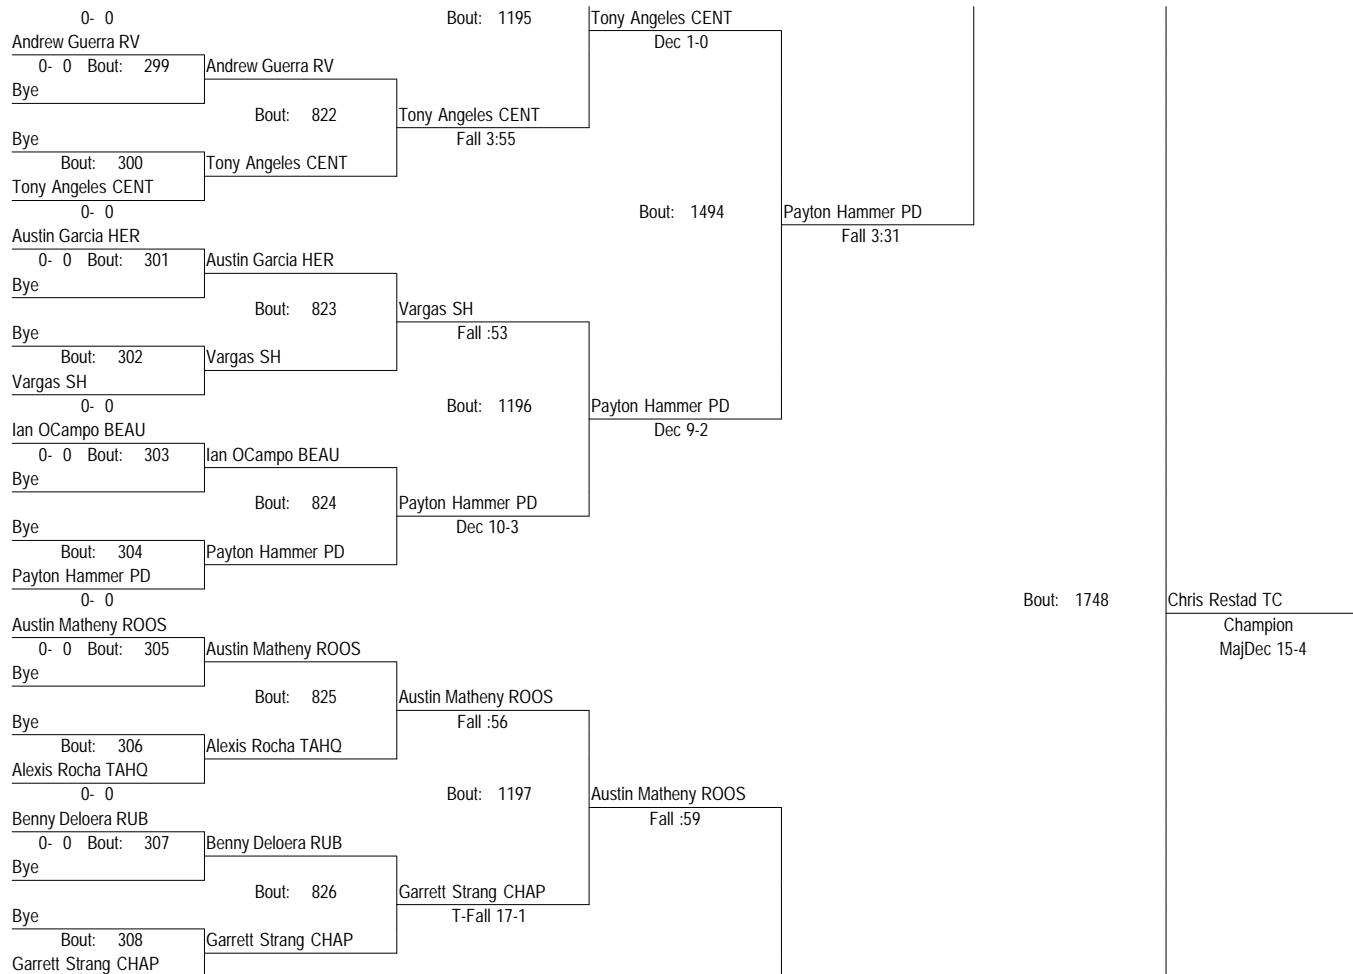 0- 0 Bout: 1195 Tony Angeles CENT
Andrew Guerra RV Dec 1-0
0- 0 Bout: 299 Andrew Guerra RV
Bye
Bout: 822 Tony Angeles CENT
Bye Fall 3:55
Bout: 300 Tony Angeles CENT
Tony Angeles CENT
0- 0 Bout: 1494 Payton Hammer PD
Austin Garcia HER Fall 3:31
0- 0 Bout: 301 Austin Garcia HER
Bye
Bout: 823 Vargas SH
Bye Fall :53
Bout: 302 Vargas SH
Vargas SH
0- 0 Bout: 1196 Payton Hammer PD
Ian OCampo BEAU Dec 9-2
0- 0 Bout: 303 Ian OCampo BEAU
Bye
Bout: 824 Payton Hammer PD
Bye Dec 10-3
Bout: 304 Payton Hammer PD
Payton Hammer PD
0- 0 Bout: 1748 Chris Restad TC
Austin Matheny ROOS Champion
0- 0 Bout: 305 Austin Matheny ROOS MajDec 15-4
Bye
Bout: 825 Austin Matheny ROOS
Bye Fall :56
Bout: 306 Alexis Rocha TAHQ
Alexis Rocha TAHQ
0- 0 Bout: 1197 Austin Matheny ROOS
Benny Deloera RUB Fall :59
0- 0 Bout: 307 Benny Deloera RUB
Bye
Bout: 826 Garrett Strang CHAP
Bye T-Fall 17-1
Bout: 308 Garrett Strang CHAP
Garrett Strang CHAP